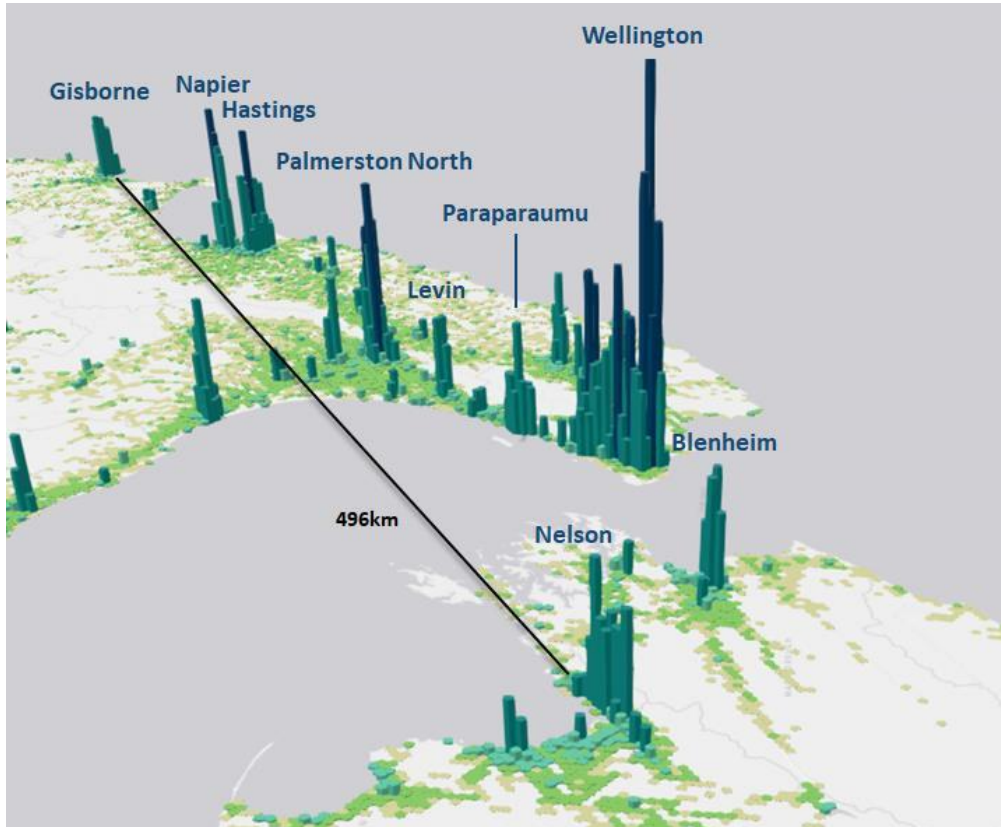 Wellington
Gisborne
Napier
Hastings
Palmerston North
Paraparaumu
Levin
Blenheim
496km
Nelson